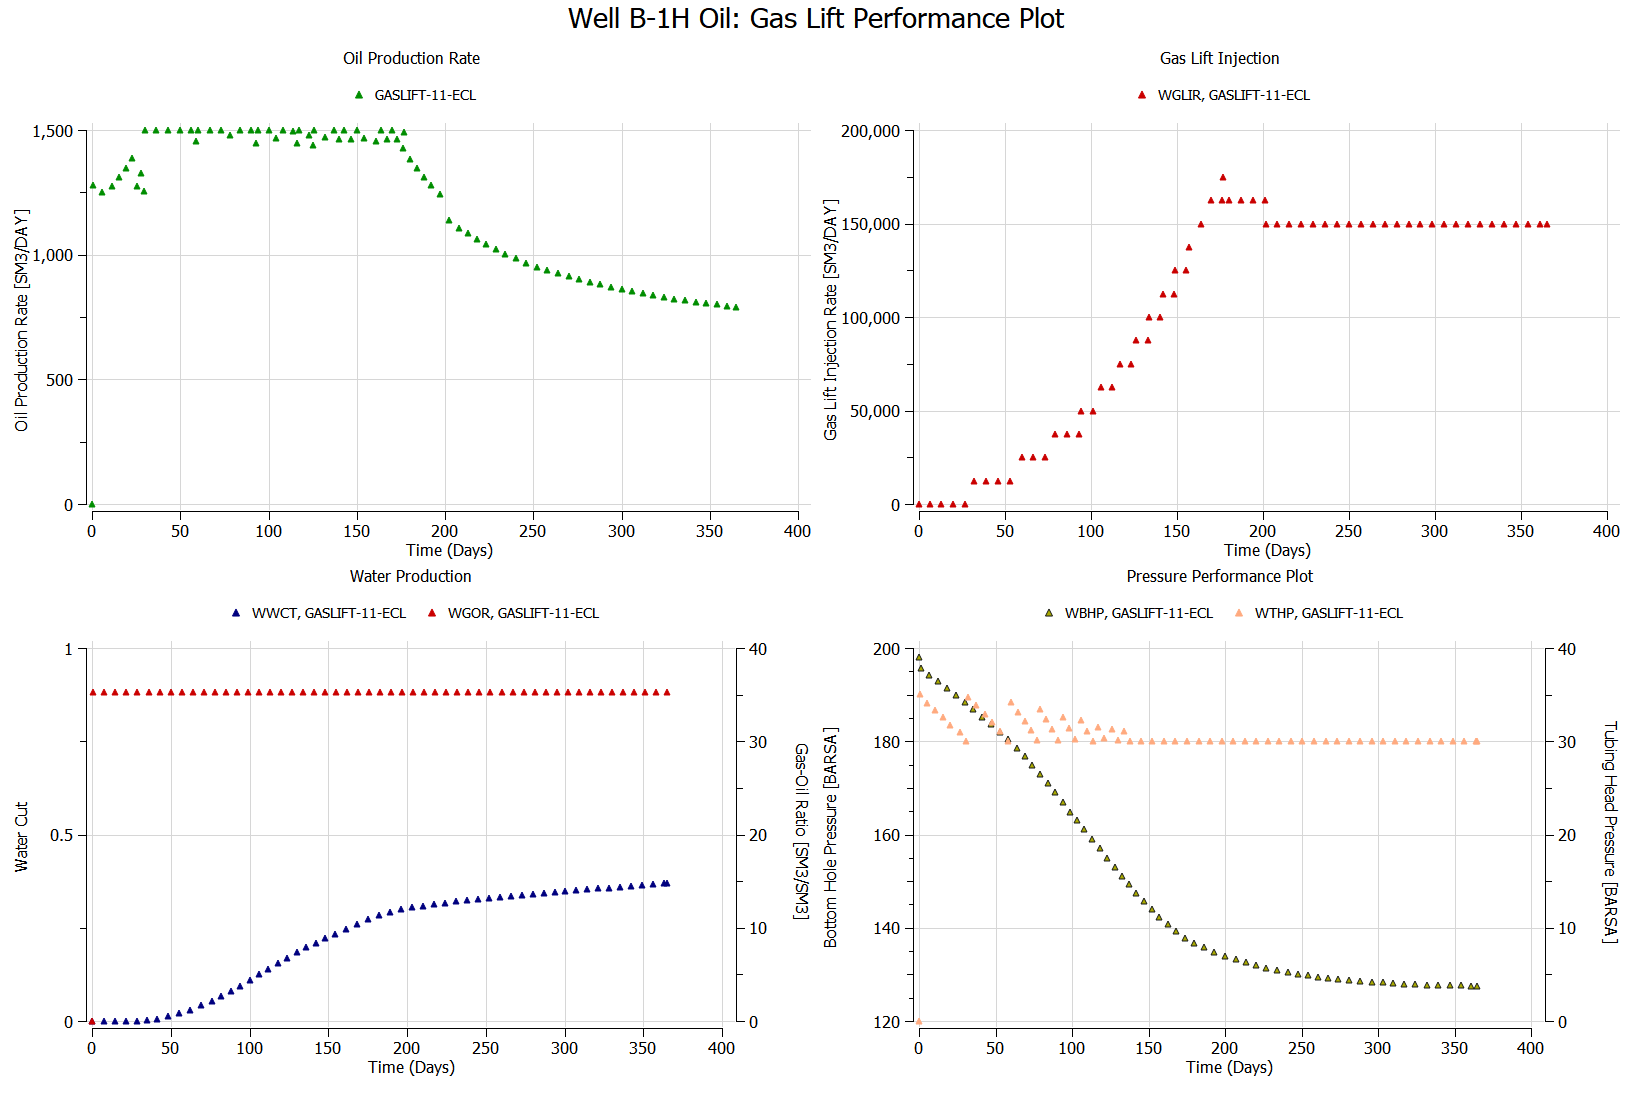 Well B-1H Oil: Gas Lift Performance Plot
Oil Production Rate
GASLIFT-11-ECL
Oil Production Rate [SM3/DAY]
1,500
1,000
500
0
0 50 100 150 200 250 300 350 400
Time (Days)
Gas Lift Injection
WGLIR, GASLIFT-11-ECL
Gas Lift Injection Rate [SM3/DAY]
200,000
150,000
100,000
50,000
0
0 50 100 150 200 250 300 350 400
Time (Days)
Water Production
WWCT, GASLIFT-11-ECL WGOR, GASLIFT-11-ECL
Water Cut
1
0.5
0
40
30
20
10
0
Gas-Oil Ratio [SM3/SM3]
0 50 100 150 200 250 300 350 400
Time (Days)
Pressure Performance Plot
WBHP, GASLIFT-11-ECL WTHP, GASLIFT-11-ECL
Bottom Hole Pressure [BARSA]
200
180
160
140
120
40
30
20
10
0
Tubing Head Pressure [BARSA]
0 50 100 150 200 250 300 350 400
Time (Days)